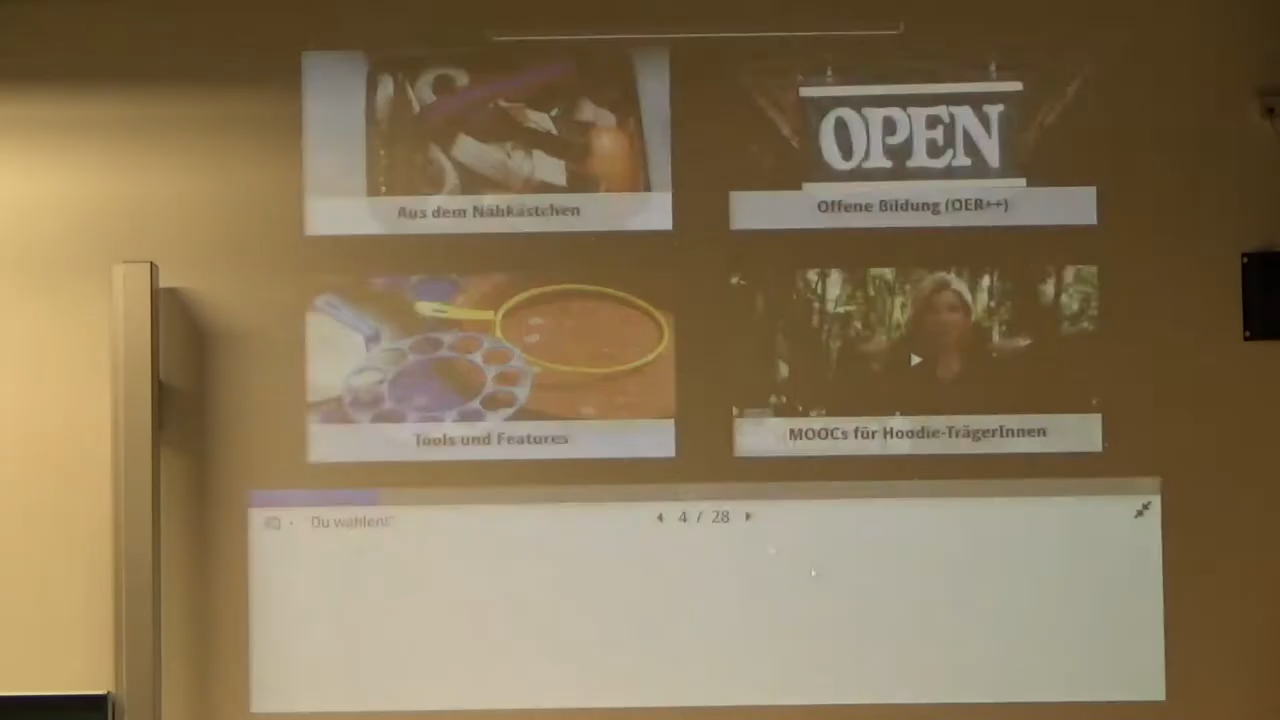 Aus dem Nähkästchen
OPEN
Offene Bildung (OER++)
Tools und Features
MOOCs für Hoodie-TrägerInnen
Du wählen!
4 / 28